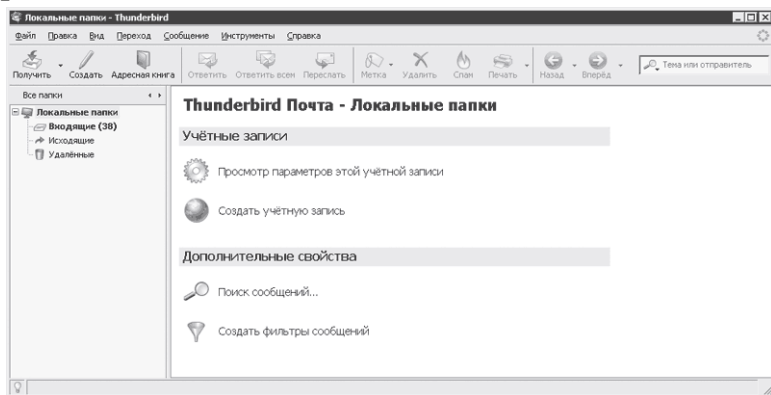 Локальные папки - Thunderbird
Файл Правка Вид Переход Сообщение Инструменты Справка
Получить Создать Адресная книга Ответить Ответить всем Переслать Метка Удалить Спам Печать Назад Вперёд Тема или отправитель
Все папки
Локальные папки
Входящие (38)
Исходящие
Удалённые
Thunderbird Почта - Локальные папки
Учётные записи
Просмотр параметров этой учётной записи
Создать учётную запись
Дополнительные свойства
Поиск сообщений...
Создать фильтры сообщений